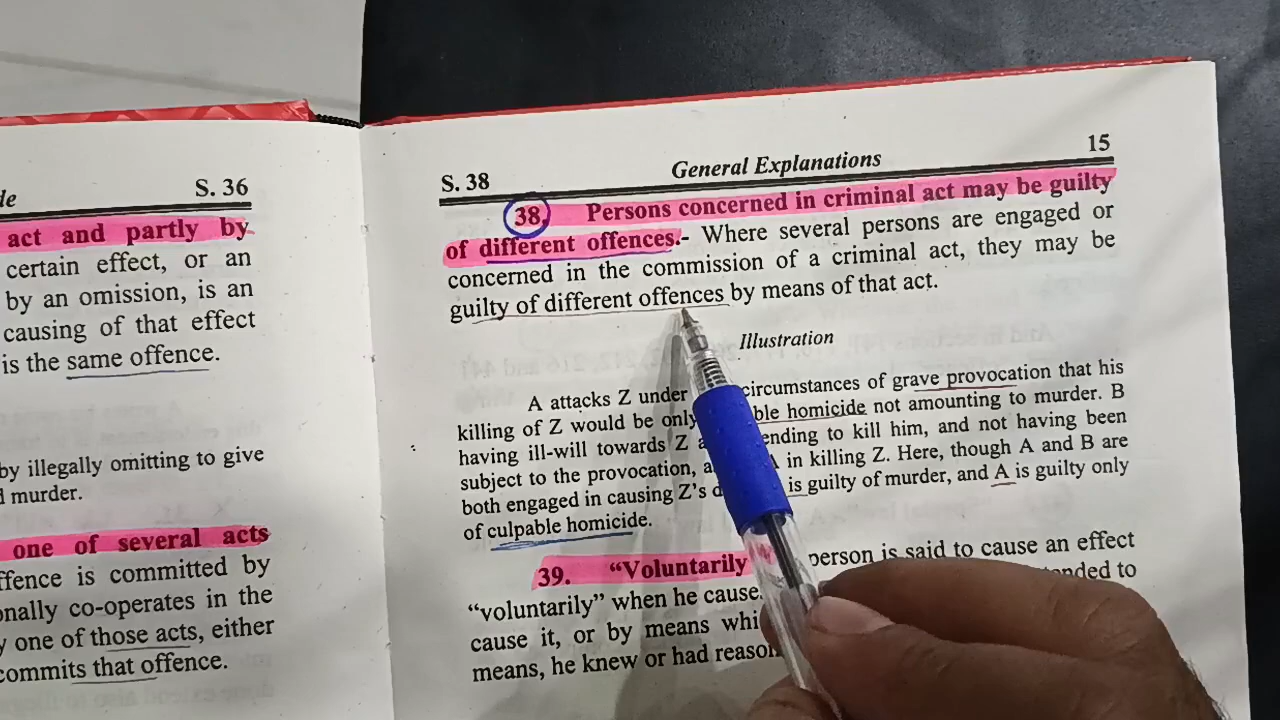 de
S. 36
act and partly by
certain effect, or an
by an omission, is an
causing of that effect
is the same offence.
by illegally omitting to give
murder.
one of several acts
ffence is committed by
onally co-operates in the
one of those acts, either
commits that offence.
S. 38
General Explanations
15
38. Persons concerned in criminal act may be guilty
of different offences.- Where several persons are engaged or
concerned in the commission of a criminal act, they may be
guilty of different offences by means of that act.
Illustration
A attacks Z under circumstances of grave provocation that his
killing of Z would be only ble homicide not amounting to murder. B
having ill-will towards Z ending to kill him, and not having been
subject to the provocation, a A in killing Z. Here, though A and B are
both engaged in causing Z's d is guilty of murder, and A is guilty only
of culpable homicide.
39. "Voluntarily person is said to cause an effect
"voluntarily" when he cause tended to
cause it, or by means whi
means, he knew or had reason